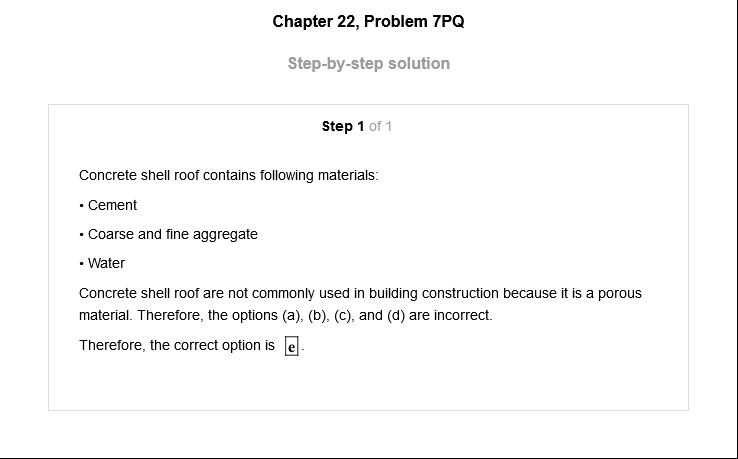 Chapter 22, Problem 7PQ
Step-by-step solution
Step 1 of 1
Concrete shell roof contains following materials:
• Cement
• Coarse and fine aggregate
• Water
Concrete shell roof are not commonly used in building construction because it is a porous
material. Therefore, the options (a), (b), (c), and (d) are incorrect.
Therefore, the correct option is e.